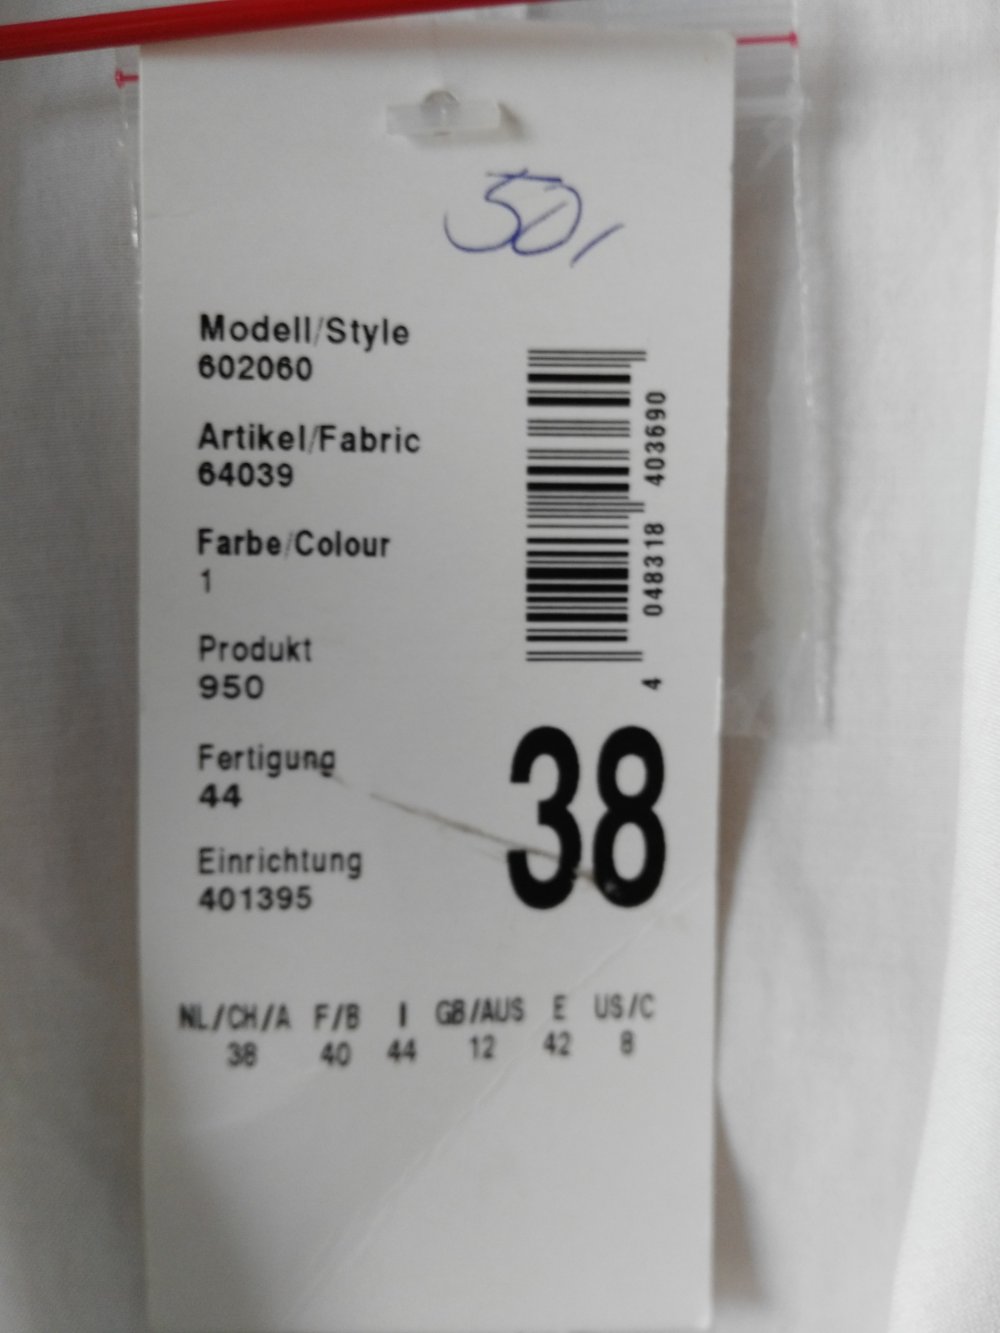 50,
Modell/Style
602060
Artikel/Fabric
64039
Farbe/Colour
1
Produkt
950
Fertigung
44
Einrichtung
401395
4 048318 403690
38
NL/CH/A F/B I GB/AUS E US/C
38 40 44 12 42 8